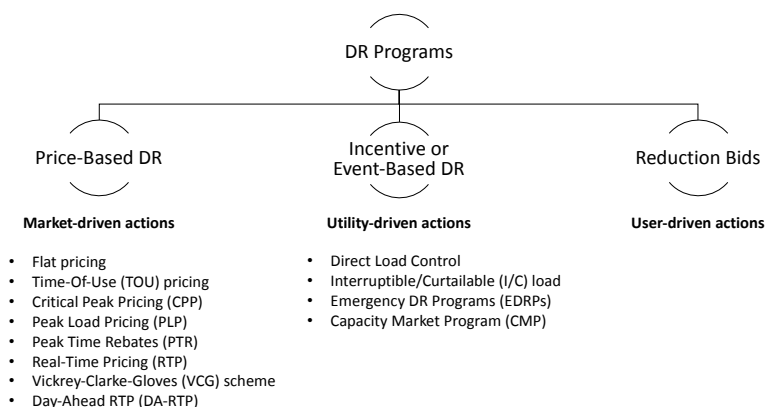 DR Programs
Price-Based DR
Incentive or
Event-Based DR
Reduction Bids
Market-driven actions
Utility-driven actions
User-driven actions
• Flat pricing
• Time-Of-Use (TOU) pricing
• Critical Peak Pricing (CPP)
• Peak Load Pricing (PLP)
• Peak Time Rebates (PTR)
• Real-Time Pricing (RTP)
• Vickrey-Clarke-Gloves (VCG) scheme
• Day-Ahead RTP (DA-RTP)
• Direct Load Control
• Interruptible/Curtailable (I/C) load
• Emergency DR Programs (EDRPs)
• Capacity Market Program (CMP)